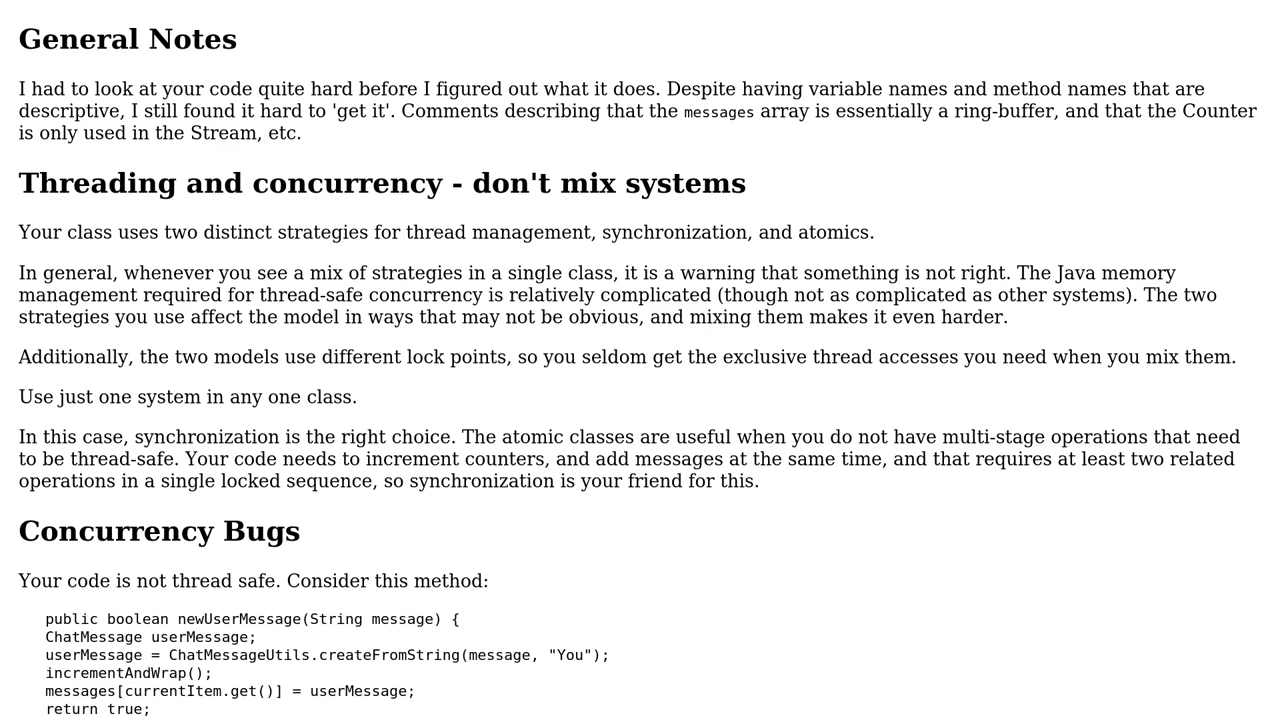 General Notes
I had to look at your code quite hard before I figured out what it does. Despite having variable names and method names that are
descriptive, I still found it hard to 'get it'. Comments describing that the messages array is essentially a ring-buffer, and that the Counter
is only used in the Stream, etc.
Threading and concurrency - don't mix systems
Your class uses two distinct strategies for thread management, synchronization, and atomics.
In general, whenever you see a mix of strategies in a single class, it is a warning that something is not right. The Java memory
management required for thread-safe concurrency is relatively complicated (though not as complicated as other systems). The two
strategies you use affect the model in ways that may not be obvious, and mixing them makes it even harder.
Additionally, the two models use different lock points, so you seldom get the exclusive thread accesses you need when you mix them.
Use just one system in any one class.
In this case, synchronization is the right choice. The atomic classes are useful when you do not have multi-stage operations that need
to be thread-safe. Your code needs to increment counters, and add messages at the same time, and that requires at least two related
operations in a single locked sequence, so synchronization is your friend for this.
Concurrency Bugs
Your code is not thread safe. Consider this method:
public boolean newUserMessage(String message) {
ChatMessage userMessage;
userMessage = ChatMessageUtils.createFromString(message, "You");
incrementAndWrap();
messages[currentItem.get()] = userMessage;
return true;